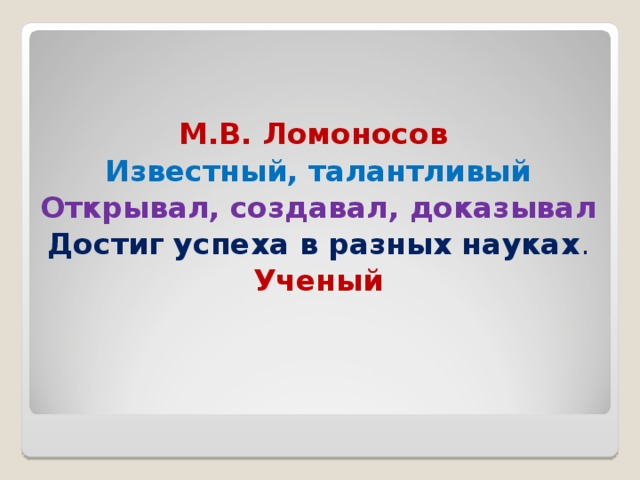 М.В. Ломоносов
Известный, талантливый
Открывал, создавал, доказывал
Достиг успеха в разных науках.
Ученый